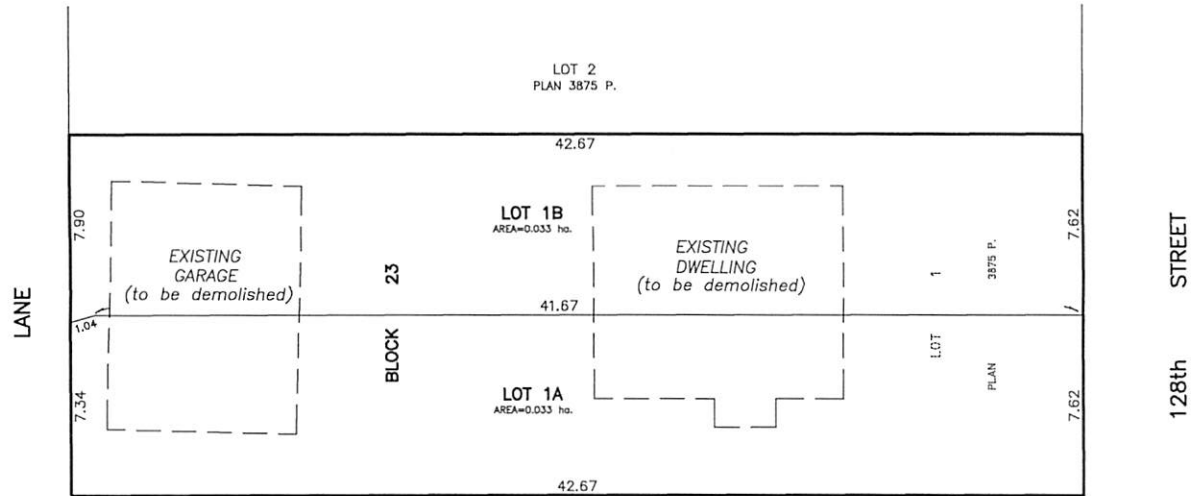 LOT 2
PLAN 3875 P.
42.67
7.90
LOT 1B
AREA=0.033 ha.
7.62
EXISTING
GARAGE
(to be demolished)
23
EXISTING
DWELLING
(to be demolished)
1
3875 P.
STREET
LANE
1.04
41.67
BLOCK
LOT
PLAN
7.34
LOT 1A
AREA=0.033 ha.
7.62
128th
42.67